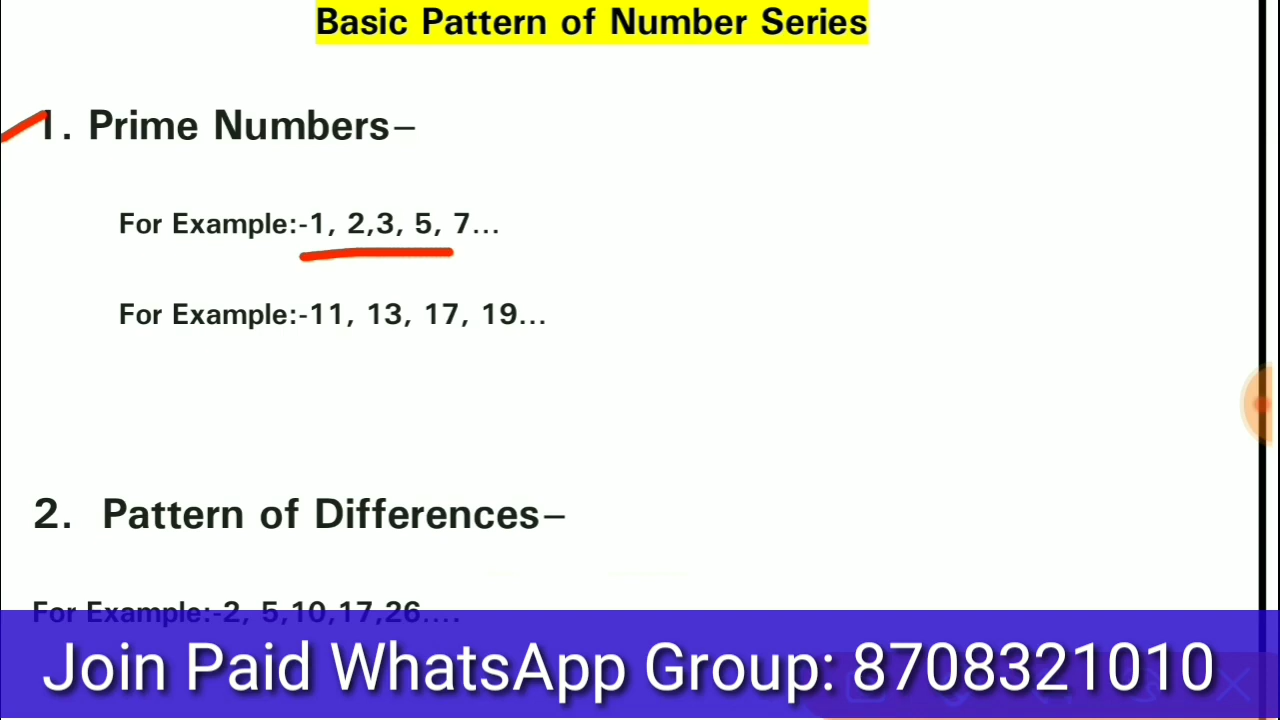 Basic Pattern of Number Series
1. Prime Numbers–
For Example:-1, 2,3, 5, 7...
For Example:-11, 13, 17, 19...
2. Pattern of Differences–
For Example:-2, 5,10,17,26....
Join Paid WhatsApp Group: 8708321010